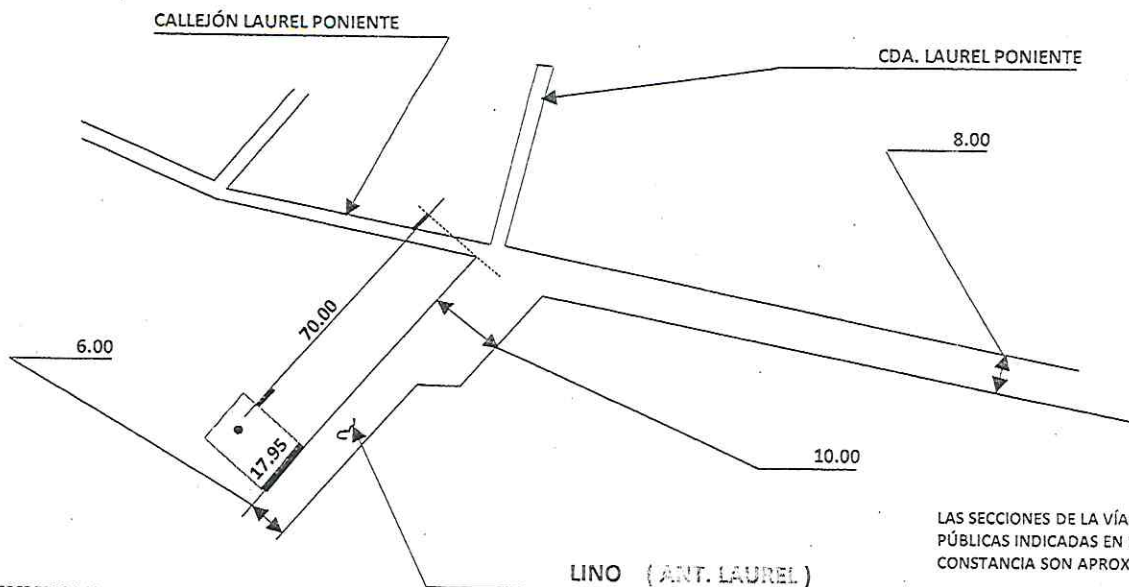 CALLEJÓN LAUREL PONIENTE
CDA. LAUREL PONIENTE
8.00
70.00
6.00
17.95
10.00
LAS SECCIONES DE LA VÍA
PÚBLICAS INDICADAS EN
CONSTANCIA SON APROX
LINO (ANT. LAUREL)